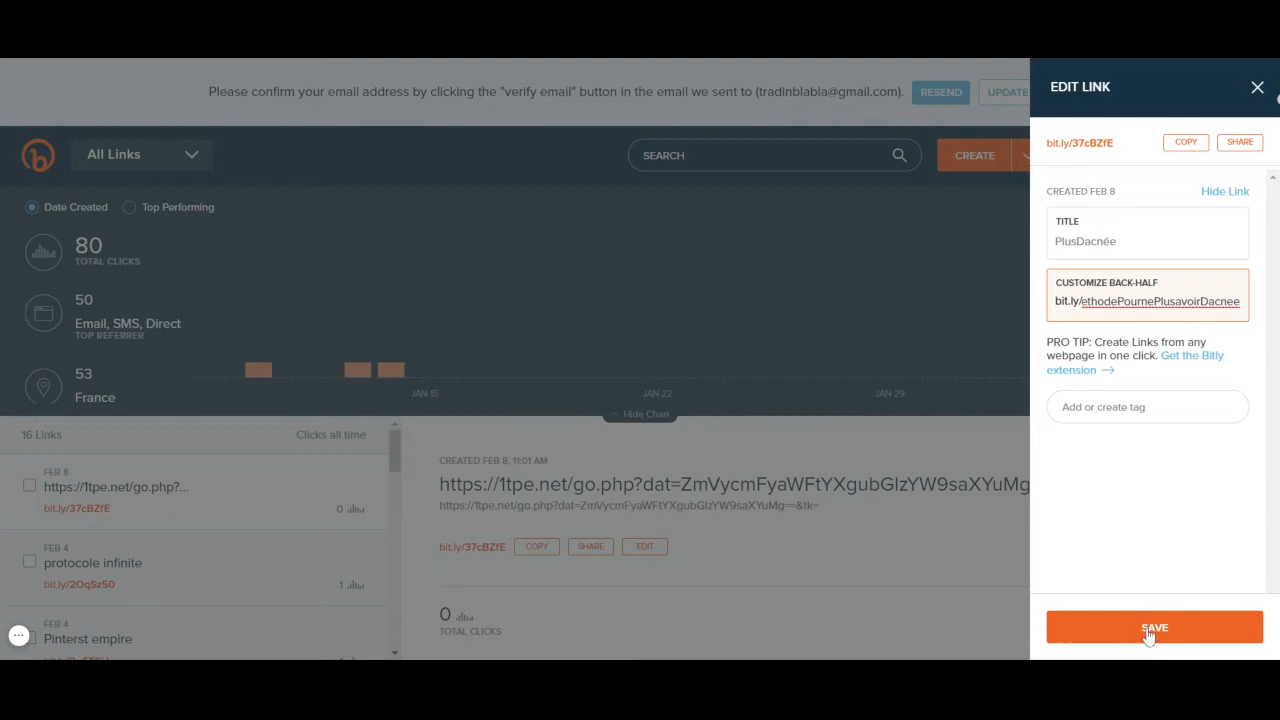 Please confirm your email address by clicking the "verify email" button in the email we sent to (tradinblabla@gmail.com).
RESEND
UPDATE
All Links
SEARCH
CREATE
Date Created
Top Performing
80
TOTAL CLICKS
50
Email, SMS, Direct
TOP REFERRER
53
France
JAN 15
JAN 22
JAN 29
Hide Chart
16 Links
Clicks all time
FEB 8
https://1tpe.net/go.php?...
bit.ly/37cBZfE
0
FEB 4
protocole infinite
bit.ly/2OqSz50
1
FEB 4
Pinterst empire
CREATED FEB 8, 11:01 AM
https://1tpe.net/go.php?dat=ZmVycmFyaWFtYXgubGlzYW9saXYuMg
https://1tpe.net/go.php?dat=ZmVycmFyaWFtYXgubGlzYW9saXYuMg==&tk=
bit.ly/37cBZfE
COPY
SHARE
EDIT
0
TOTAL CLICKS
EDIT LINK
bit.ly/37cBZfE
COPY
SHARE
CREATED FEB 8
Hide Link
TITLE
PlusDacnée
CUSTOMIZE BACK-HALF
bit.ly/ethodePournePlusavoirDacnee
PRO TIP: Create Links from any
webpage in one click. Get the Bitly
extension
Add or create tag
SAVE